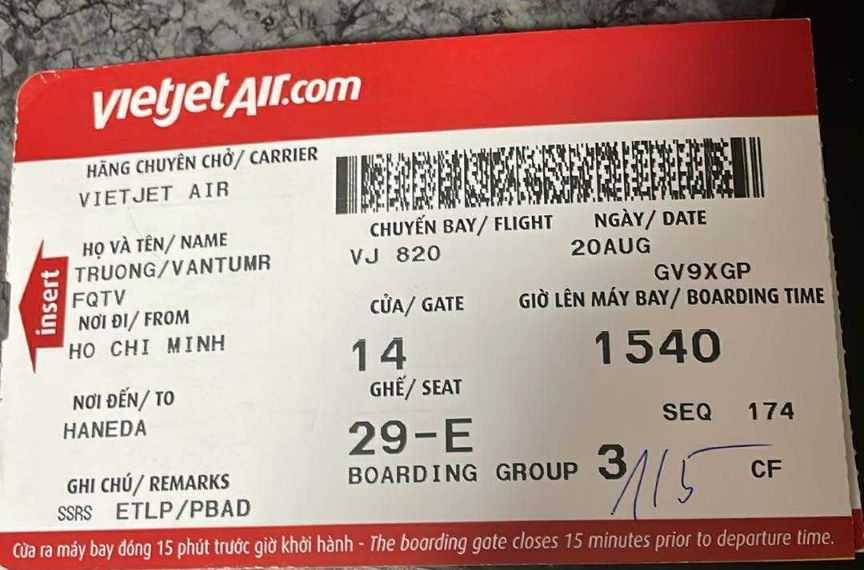 vietjetAir.com
HÃNG CHUYÊN CHỞ/ CARRIER
VIETJET AIR
CHUYẾN BAY/ FLIGHT
NGÀY/ DATE
HỌ VÀ TÊN/ NAME
VJ 820
20AUG
TRUONG/VANTUMR
GV9XGP
FQTV
CỬA/ GATE
GIỜ LÊN MÁY BAY/ BOARDING TIME
insert
NƠI ĐI/ FROM
HO CHI MINH
14
1540
GHẾ/ SEAT
NƠI ĐẾN/ TO
SEQ 174
HANEDA
29-E
BOARDING GROUP 3
1/5
CF
GHI CHÚ/ REMARKS
SSRS ETLP/PBAD
Cửa ra máy bay đóng 15 phút trước giờ khởi hành - The boarding gate closes 15 minutes prior to departure time.